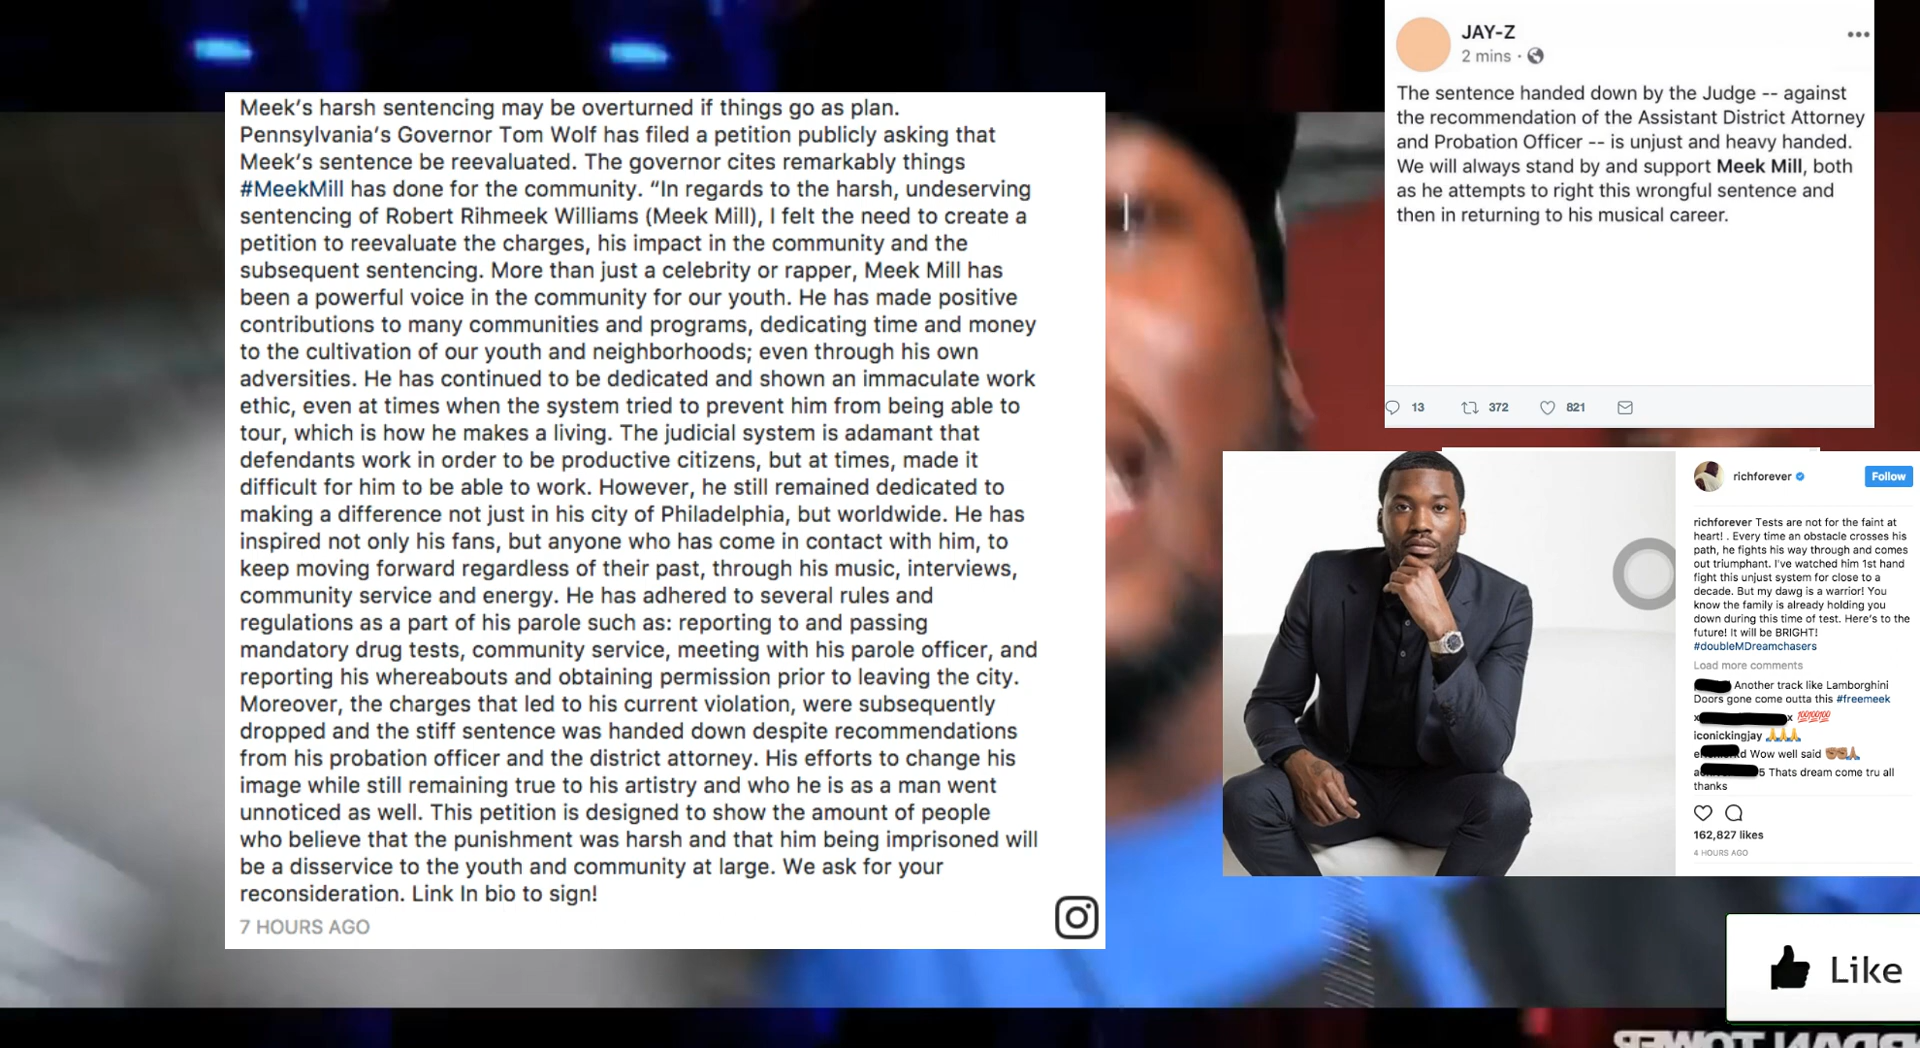 Meek's harsh sentencing may be overturned if things go as plan.
Pennsylvania's Governor Tom Wolf has filed a petition publicly asking that
Meek's sentence be reevaluated. The governor cites remarkably things
#MeekMill has done for the community. “In regards to the harsh, undeserving
sentencing of Robert Rihmeek Williams (Meek Mill), I felt the need to create a
petition to reevaluate the charges, his impact in the community and the
subsequent sentencing. More than just a celebrity or rapper, Meek Mill has
been a powerful voice in the community for our youth. He has made positive
contributions to many communities and programs, dedicating time and money
to the cultivation of our youth and neighborhoods; even through his own
adversities. He has continued to be dedicated and shown an immaculate work
ethic, even at times when the system tried to prevent him from being able to
tour, which is how he makes a living. The judicial system is adamant that
defendants work in order to be productive citizens, but at times, made it
difficult for him to be able to work. However, he still remained dedicated to
making a difference not just in his city of Philadelphia, but worldwide. He has
inspired not only his fans, but anyone who has come in contact with him, to
keep moving forward regardless of their past, through his music, interviews,
community service and energy. He has adhered to several rules and
regulations as a part of his parole such as: reporting to and passing
mandatory drug tests, community service, meeting with his parole officer, and
reporting his whereabouts and obtaining permission prior to leaving the city.
Moreover, the charges that led to his current violation, were subsequently
dropped and the stiff sentence was handed down despite recommendations
from his probation officer and the district attorney. His efforts to change his
image while still remaining true to his artistry and who he is as a man went
unnoticed as well. This petition is designed to show the amount of people
who believe that the punishment was harsh and that him being imprisoned will
be a disservice to the youth and community at large. We ask for your
reconsideration. Link In bio to sign!
7 HOURS AGO
JAY-Z
2 mins ·
The sentence handed down by the Judge -- against
the recommendation of the Assistant District Attorney
and Probation Officer -- is unjust and heavy handed.
We will always stand by and support Meek Mill, both
as he attempts to right this wrongful sentence and
then in returning to his musical career.
13 372 821
richforever Follow
richforever Tests are not for the faint at
heart! . Every time an obstacle crosses his
path, he fights his way through and comes
out triumphant. I've watched him 1st hand
fight this unjust system for close to a
decade. But my dawg is a warrior! You
know the family is already holding you
down during this time of test. Here's to the
future! It will be BRIGHT!
#doubleMDreamchasers
Load more comments
Another track like Lamborghini
Doors gone come outta this #freemeek
x x 💯💯💯
iconickingjay 🙏🙏🙏
Wow well said ✊🏾✊🏾🙏🏾
5 Thats dream come tru all
thanks
162,827 likes
4 HOURS AGO
Like